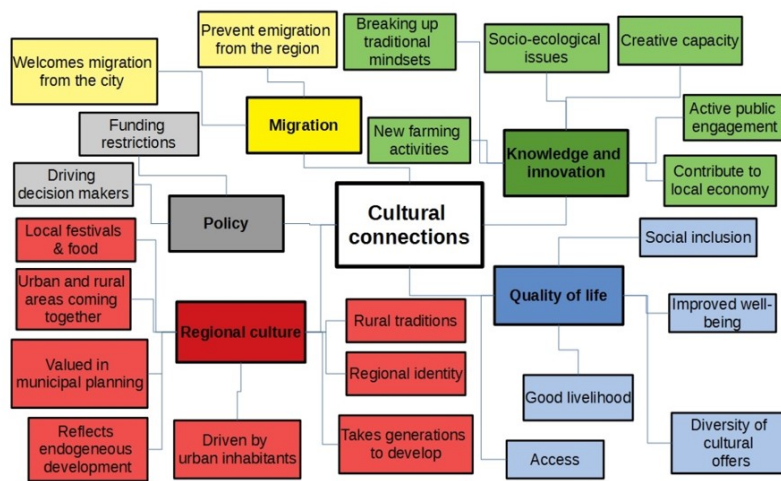 Prevent emigration
from the region
Breaking up
traditional
mindsets
Socio-ecological
issues
Creative capacity
Welcomes migration
from the city
Migration
Funding
restrictions
New farming
activities
Knowledge and
innovation
Active public
engagement
Contribute to
local economy
Driving
decision makers
Policy
Cultural
connections
Local festivals
& food
Social inclusion
Urban and rural
areas coming
together
Regional culture
Rural traditions
Quality of life
Improved well-
being
Valued in
municipal planning
Regional identity
Good livelihood
Reflects
endogeneous
development
Driven by
urban inhabitants
Takes generations
to develop
Access
Diversity of
cultural
offers